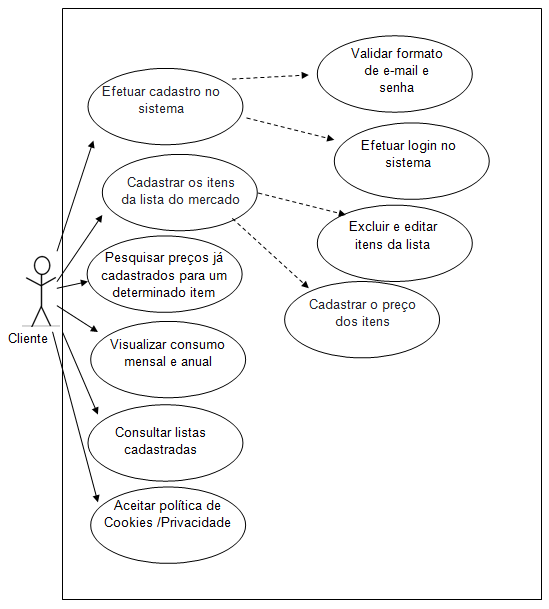 Validar formato
de e-mail e
senha
Efetuar cadastro no
sistema
Efetuar login no
sistema
Cadastrar os itens
da lista do mercado
Excluir e editar
itens da lista
Pesquisar preços já
cadastrados para um
determinado item
Cadastrar o preço
dos itens
Cliente
Visualizar consumo
mensal e anual
Consultar listas
cadastradas
Aceitar política de
Cookies /Privacidade